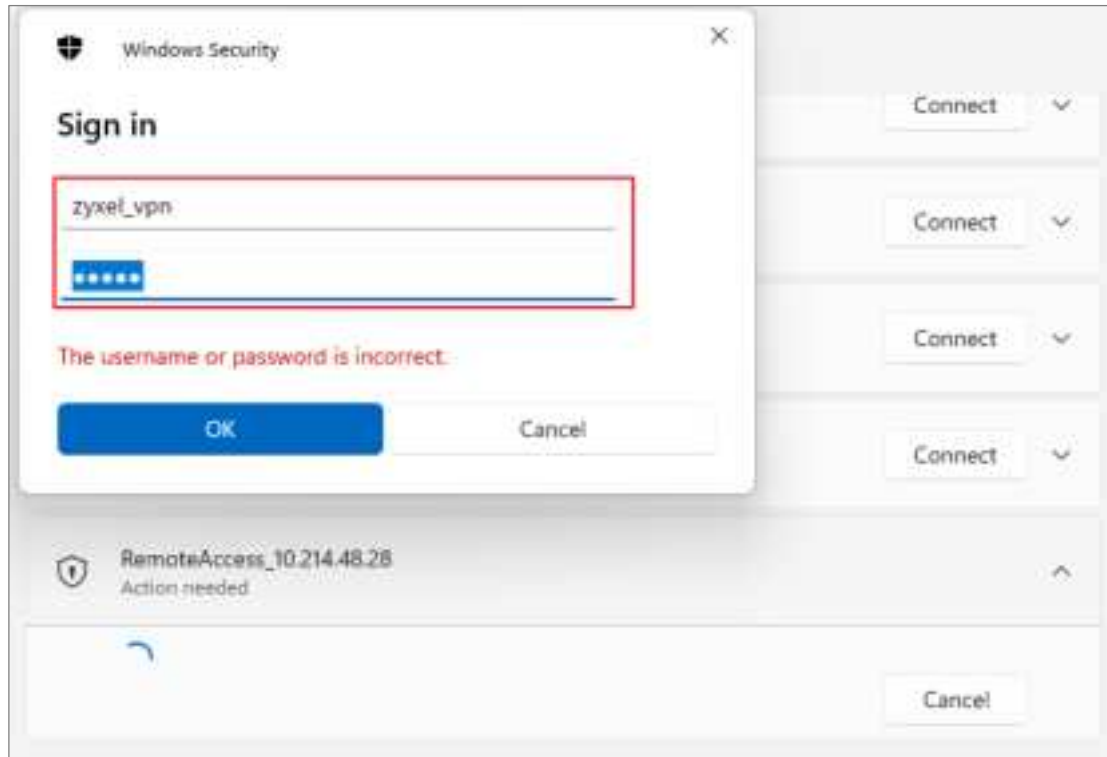 Windows Security
Sign in
zyxel_vpn
●●●●●
The username or password is incorrect.
OK
Cancel
Connect
Connect
Connect
Connect
RemoteAccess_10.214.48.28
Action needed
Cancel